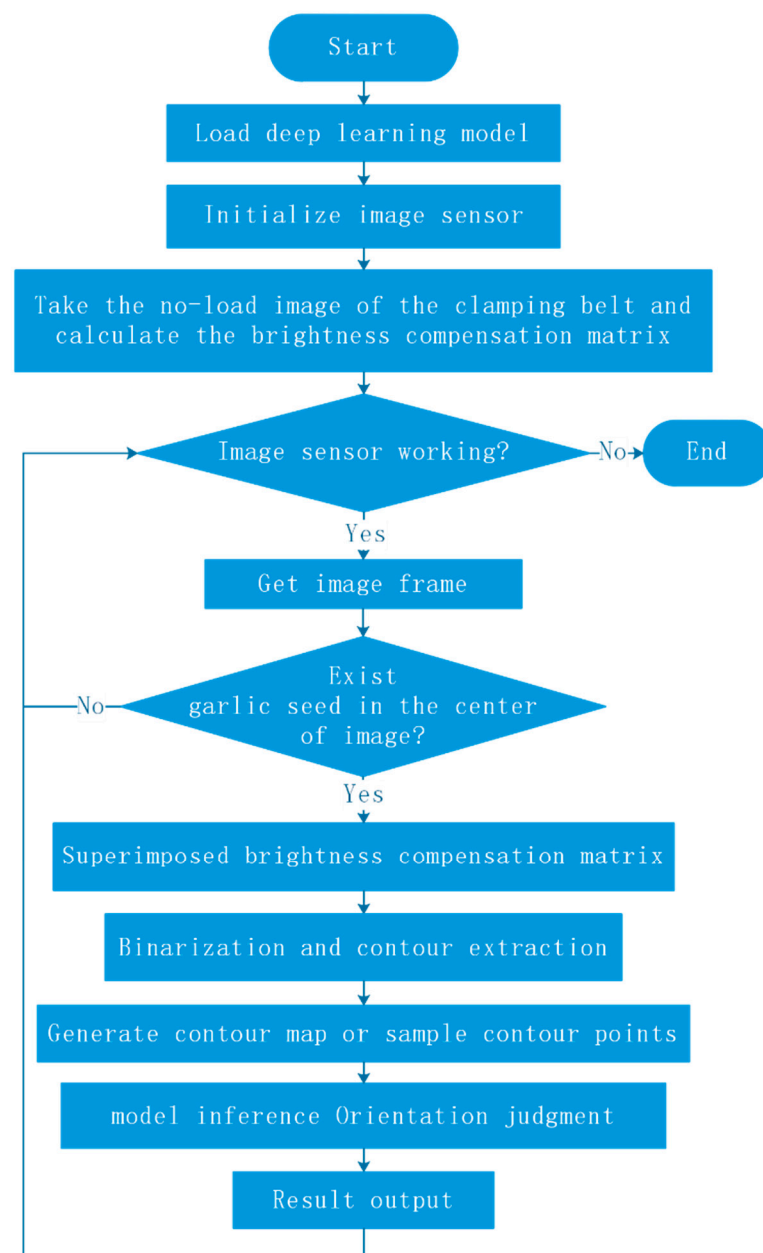 Start
Load deep learning model
Initialize image sensor
Take the no-load image of the clamping belt and
calculate the brightness compensation matrix
Image sensor working?
No
End
Yes
Get image frame
Exist
garlic seed in the center
of image?
No
Yes
Superimposed brightness compensation matrix
Binarization and contour extraction
Generate contour map or sample contour points
model inference Orientation judgment
Result output